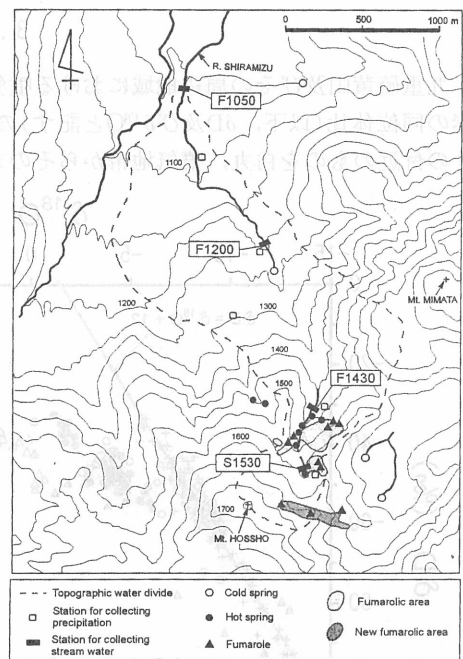 0 500 1000 m
R. SHIRAMIZU
F1050
1100
F1200
Mt. MIMATA
1200
1300
1400
F1430
1500
1600
S1530
1700
Mt. HOSSHO
Topographic water divide
Station for collecting
precipitation
Station for collecting
stream water
Cold spring
Hot spring
Fumarole
Fumarolic area
New fumarolic area